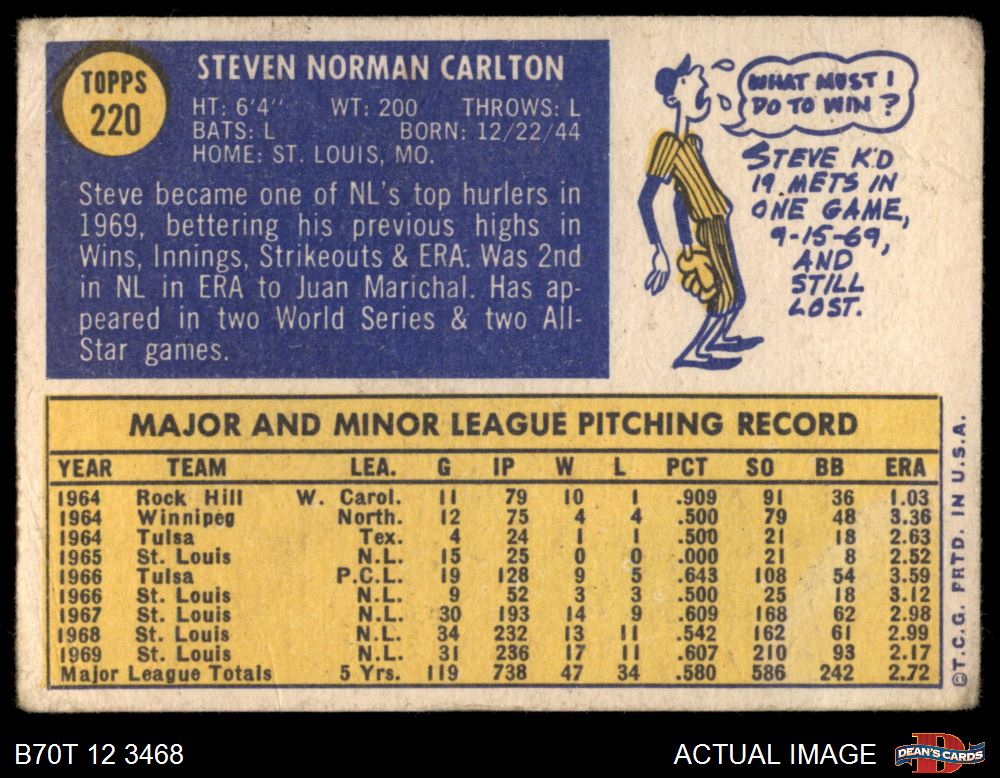 TOPPS
220
STEVEN NORMAN CARLTON
HT: 6'4" WT: 200 THROWS: L
BATS: L BORN: 12/22/44
HOME: ST. LOUIS, MO.
Steve became one of NL's top hurlers in
1969, bettering his previous highs in
Wins, Innings, Strikeouts & ERA. Was 2nd
in NL in ERA to Juan Marichal. Has ap-
peared in two World Series & two All-
Star games.
WHAT MUST I
DO TO WIN?
STEVE K'D
19 METS IN
ONE GAME,
9-15-69,
AND
STILL
LOST.
MAJOR AND MINOR LEAGUE PITCHING RECORD
YEAR TEAM LEA. G IP W L PCT SO BB ERA
1964 Rock Hill W. Carol. 11 79 10 1 .909 91 36 1.03
1964 Winnipeg North. 12 75 4 4 .500 79 48 3.36
1964 Tulsa Tex. 4 24 1 1 .500 21 18 2.63
1965 St. Louis N.L. 15 25 0 0 .000 21 8 2.52
1966 Tulsa P.C.L. 19 128 9 5 .643 108 54 3.59
1966 St. Louis N.L. 9 52 3 3 .500 25 18 3.12
1967 St. Louis N.L. 30 193 14 9 .609 168 62 2.98
1968 St. Louis N.L. 34 232 13 11 .542 162 61 2.99
1969 St. Louis N.L. 31 236 17 11 .607 210 93 2.17
Major League Totals 5 Yrs. 119 738 47 34 .580 586 242 2.72
©T.C.G. PRTD. IN U.S.A.
B70T 12 3468
ACTUAL IMAGE
DEAN'S CARDS